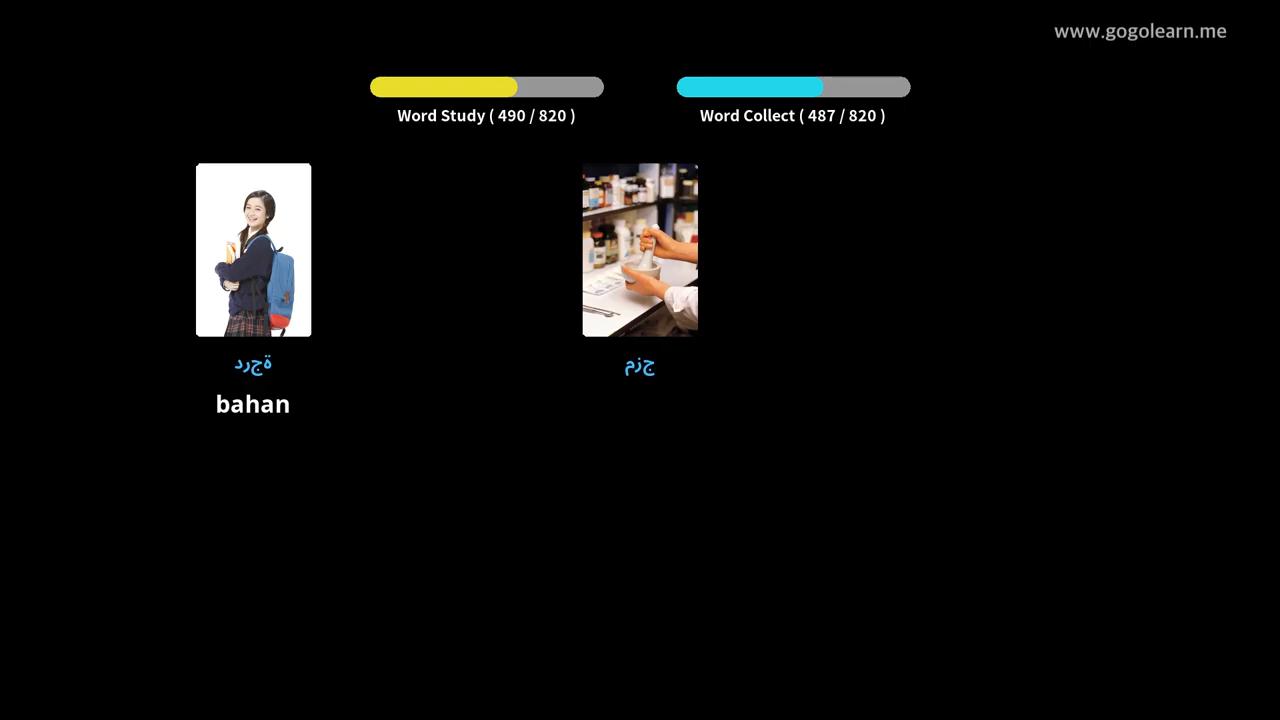 www.gogolearn.me
Word Study ( 490 / 820 )
Word Collect ( 487 / 820 )
ةجرد
جزم
bahan